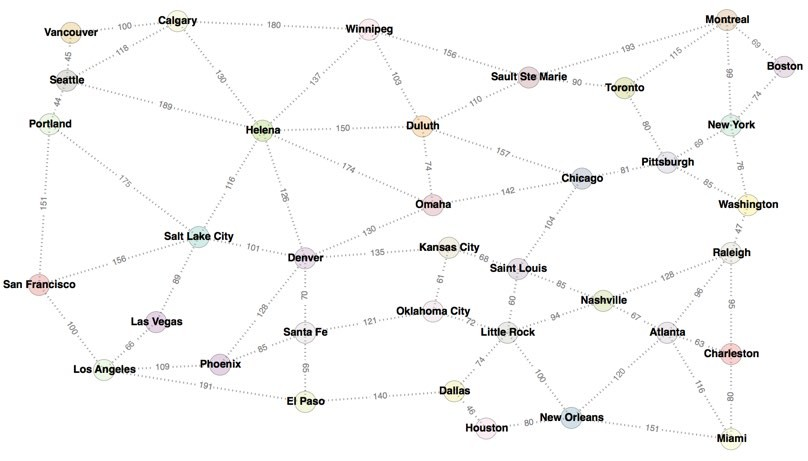 Montreal
Calgary
180
Winnipeg
Vancouver
100
69
193
156
115
Boston
45
118
Sault Ste Marie
130
137
103
66
Seattle
90
Toronto
74
44
189
110
Portland
Helena
150
Duluth
80
New York
157
69
76
Pittsburgh
74
174
81
Chicago
85
175
116
126
142
Omaha
Washington
151
104
47
130
Salt Lake City
101
Denver
135
Kansas City
68
Raleigh
156
Saint Louis
128
89
61
85
San Francisco
70
Nashville
98
95
128
60
Oklahoma City
Las Vegas
121
72
94
67
100
Santa Fe
Little Rock
Atlanta
63
66
85
Charleston
Los Angeles
109
Phoenix
74
65
100
120
116
191
Dallas
80
El Paso
140
46
New Orleans
Houston
80
151
Miami